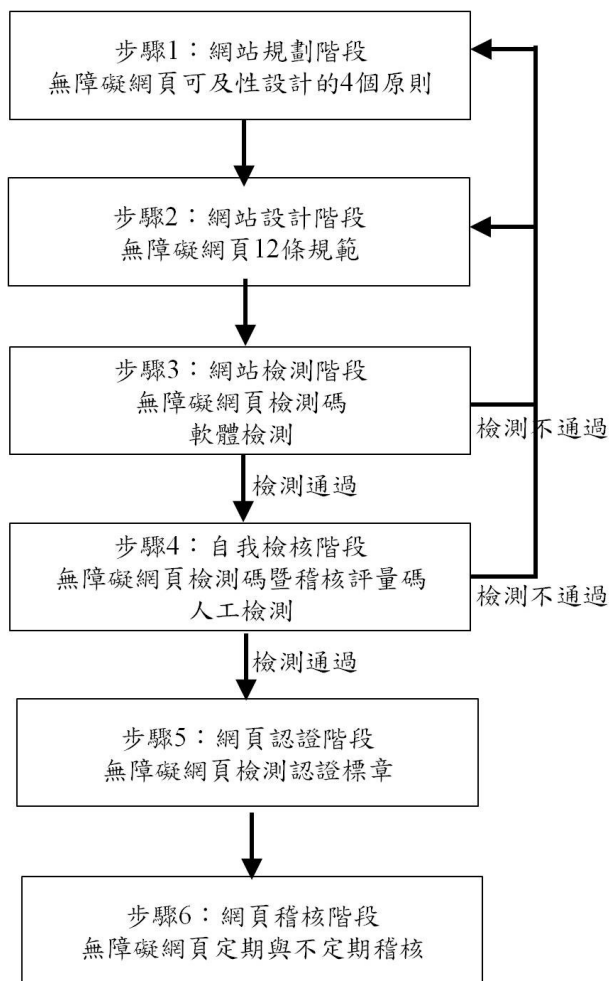 步驟1：網站規劃階段
無障礙網頁可及性設計的4個原則
步驟2：網站設計階段
無障礙網頁12條規範
步驟3：網站檢測階段
無障礙網頁檢測碼
軟體檢測
檢測不通過
檢測通過
步驟4：自我檢核階段
無障礙網頁檢測碼暨稽核評量碼
人工檢測
檢測不通過
檢測通過
步驟5：網頁認證階段
無障礙網頁檢測認證標章
步驟6：網頁稽核階段
無障礙網頁定期與不定期稽核